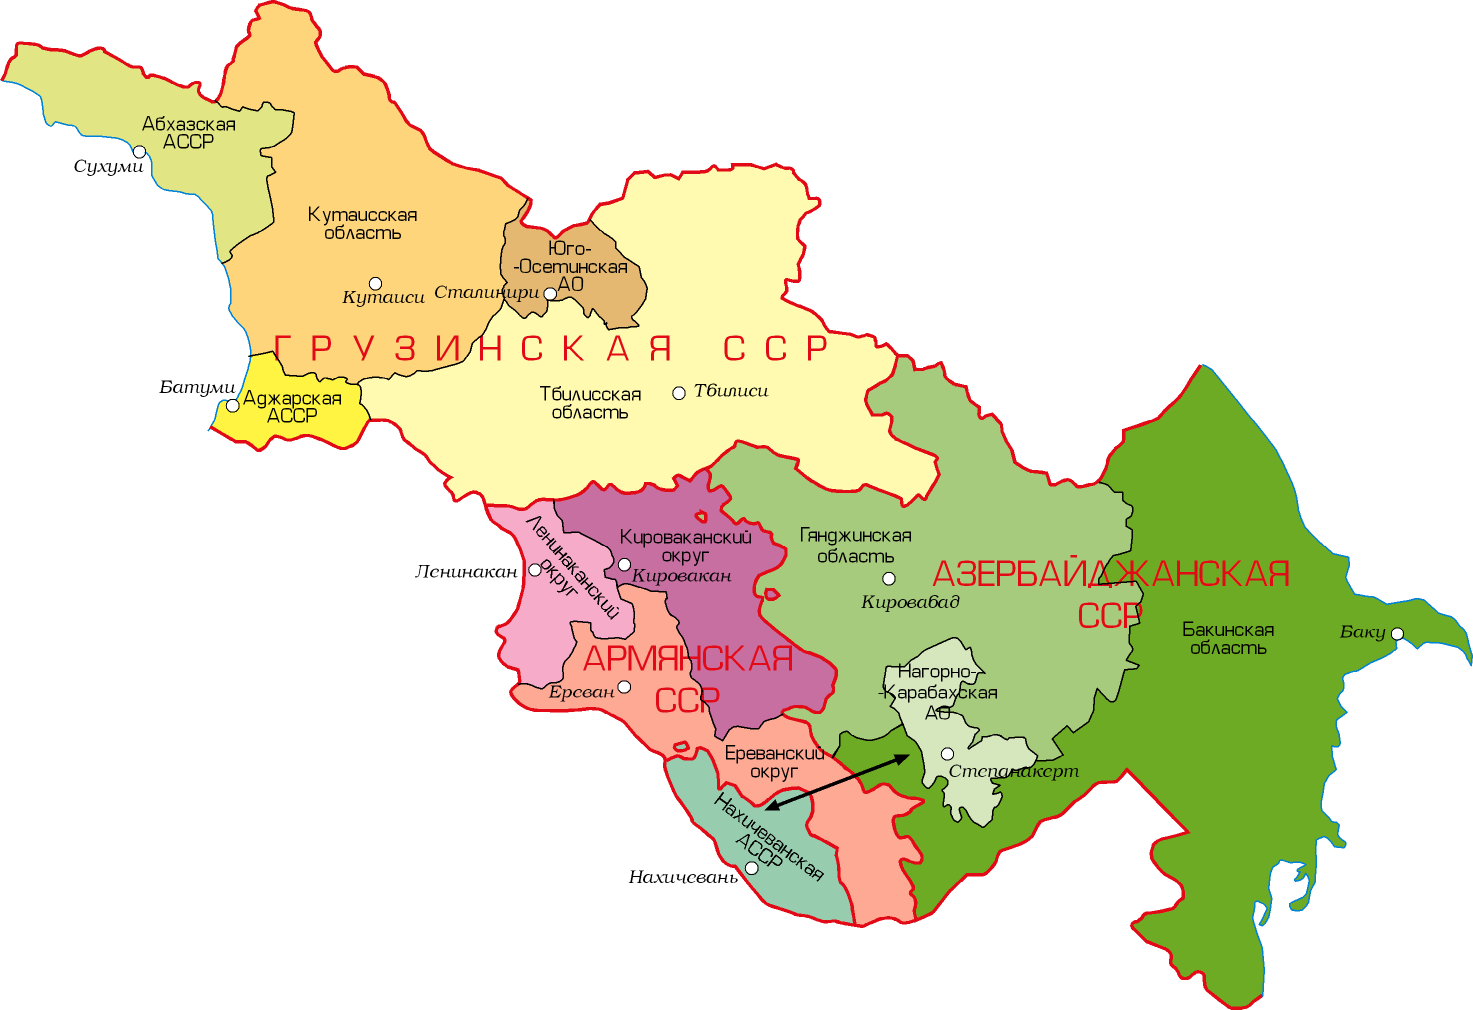 Абхазская
АССР
Сухуми
Кутаисская
область
Кутаиси
Юго-
-Осетинская
АО
Сталинири
ГРУЗИНСКАЯ ССР
Батуми
Аджарская
АССР
Тбилисская
область
Тбилиси
Ленинаканский
округ
Ленинакан
Кироваканский
округ
Кировакан
Гянджинская
область
Кировабад
АЗЕРБАЙДЖАНСКАЯ
ССР
Бакинская
область
Баку
АРМЯНСКАЯ
ССР
Ереван
Нагорно-
-Карабахская
АО
Степанакерт
Ереванский
округ
Нахичеванская
АССР
Нахичевань